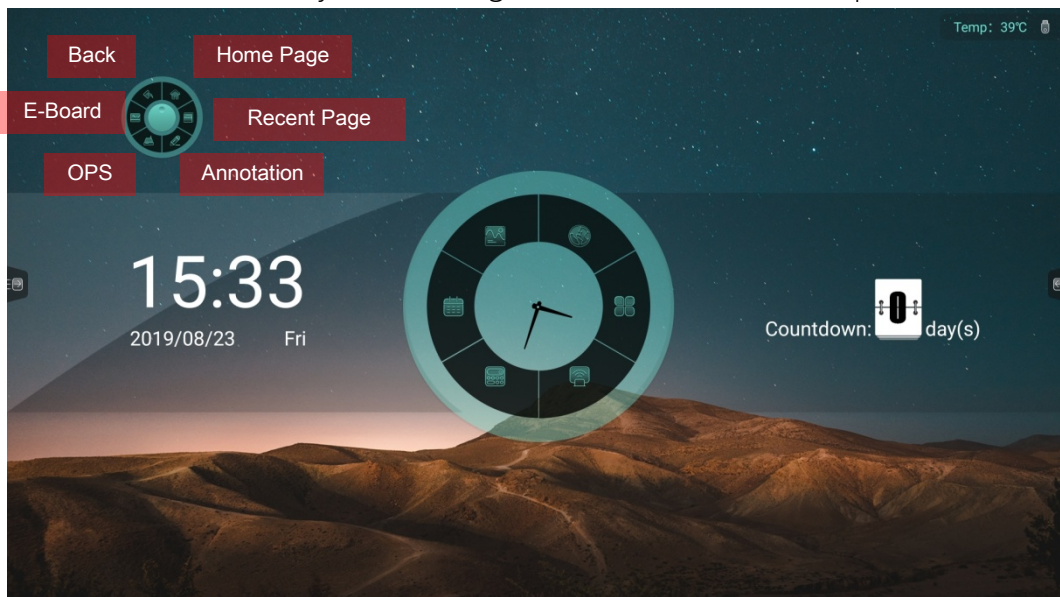 Temp: 39℃
Back
Home Page
E-Board
Recent Page
OPS
Annotation
15:33
2019/08/23 Fri
Countdown: 0 day(s)